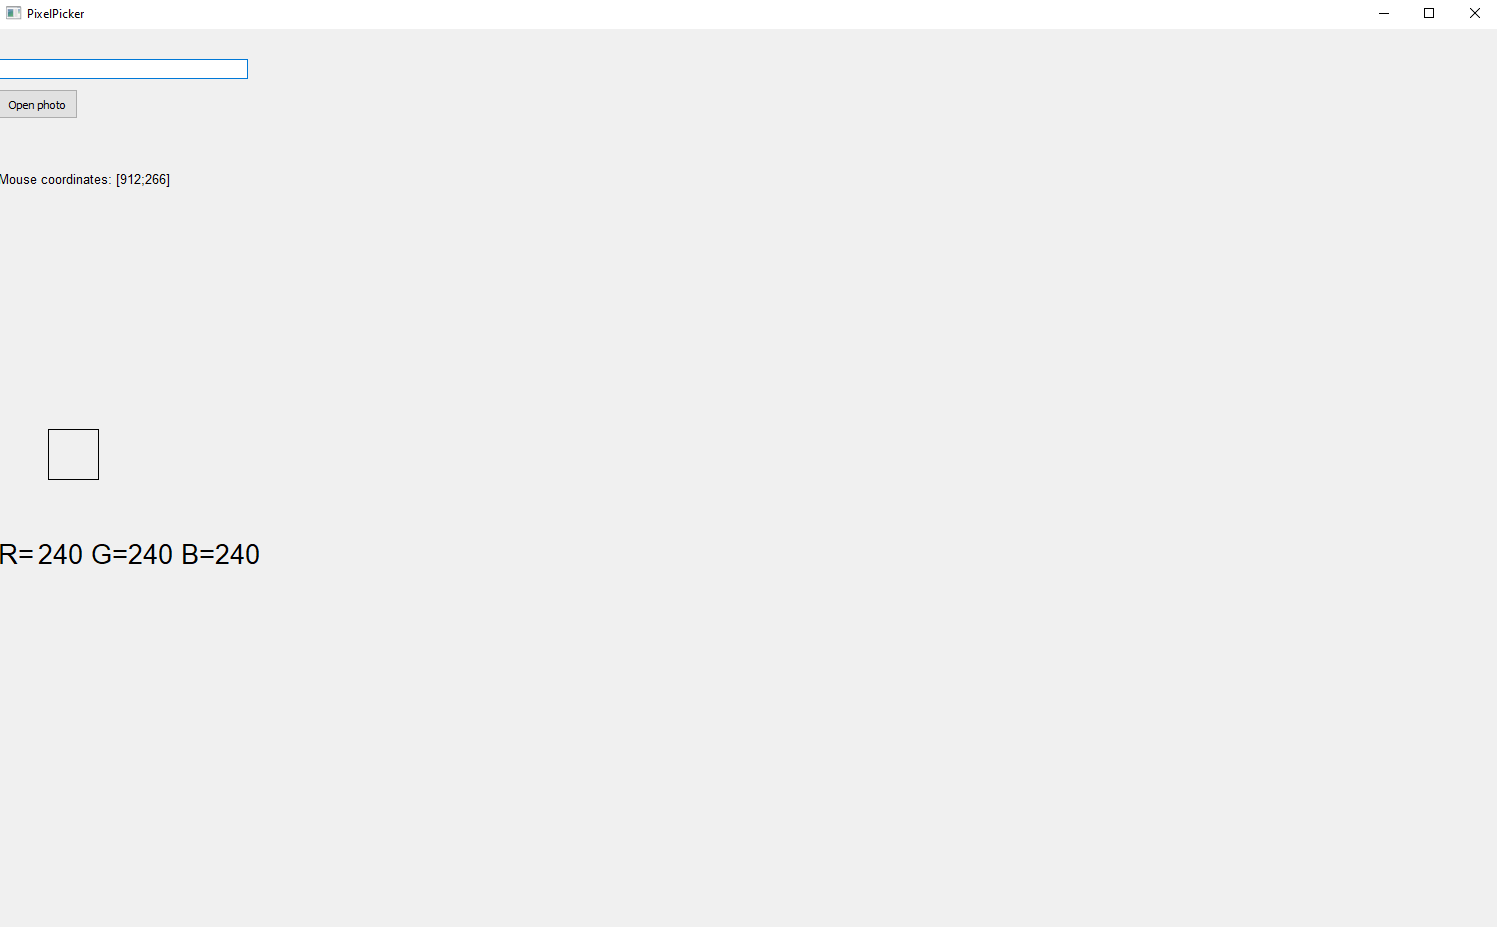 PixelPicker
Open photo
Mouse coordinates: [912;266]
R= 240 G=240 B=240